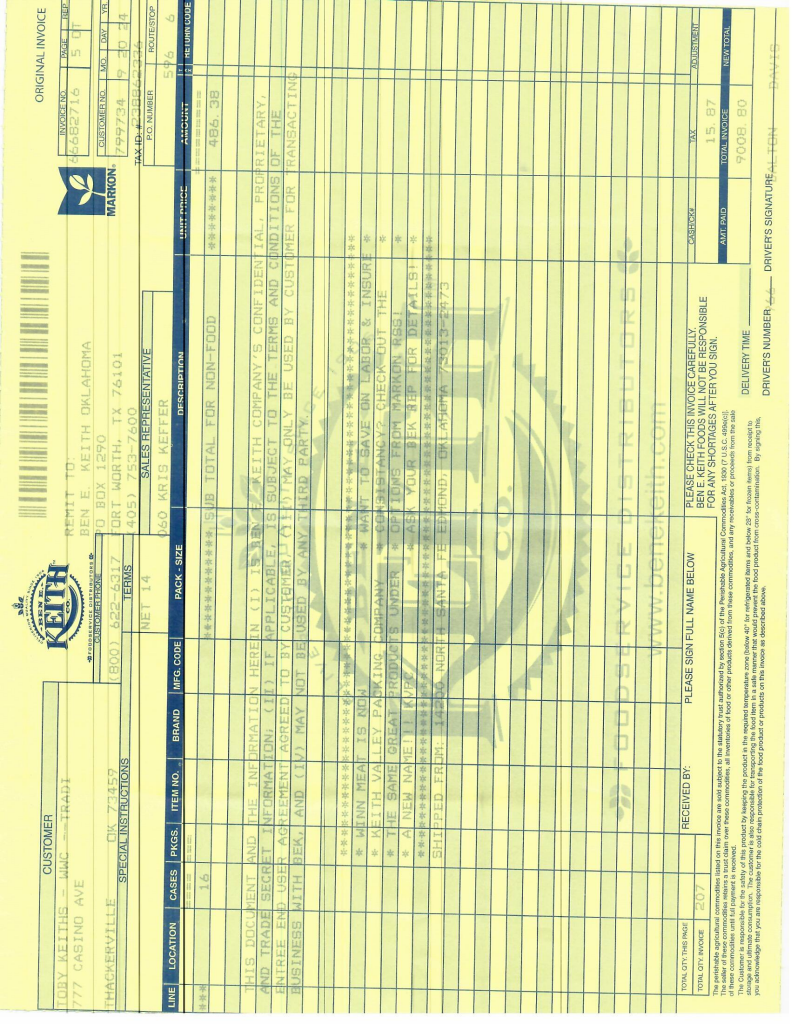 ORIGINAL INVOICE
CUSTOMER
TOBY KEITHS - WWC - TRADI
777 CASINO AVE
THACKERVILLE OK 73459
BEN E.
KEITH
CO.
FOODSERVICE DISTRIBUTORS
REMIT TO
BEN E. KEITH OKLAHOMA
PO BOX 1590
FORT WORTH, TX 76101
(405) 753-7600
MARKON®
INVOICE NO. PAGE REP.
66682716 5 OT
CUSTOMER NO. MO. DAY YR.
799734 9 20 24
TAX ID: #
CUSTOMER PHONE
(800) 622-6317
SPECIAL INSTRUCTIONS TERMS SALES REPRESENTATIVE P.O. NUMBER ROUTE/STOP
NET 14 060 KRIS KEFFER 596 6
LINE LOCATION CASES PKGS. ITEM NO. BRAND MFG. CODE PACK - SIZE DESCRIPTION UNIT PRICE AMOUNT RETURN CODE
*** 16 *********SUB TOTAL FOR NON-FOOD ********* 486.38
THIS DOCUMENT AND THE INFORMATION HEREIN (I) IS BEN E. KEITH COMPANY'S CONFIDENTIAL, PROPRIETARY,
AND TRADE SECRET INFORMATION, (II) IF APPLICABLE, IS SUBJECT TO THE TERMS AND CONDITIONS OF THE
ENTREE END USER AGREEMENT AGREED TO BY CUSTOMER, (III) MAY ONLY BE USED BY CUSTOMER FOR TRANSACTING
BUSINESS WITH BEK, AND (IV) MAY NOT BE USED BY ANY THIRD PARTY.
* WINN MEAT IS NOW * WANT TO SAVE ON LABOR & INSURE *
* KEITH VALLEY PACKING COMPANY * CONSISTANCY? CHECK OUT THE *
* THE SAME GREAT PRODUCTS UNDER * OPTIONS FROM MARKON RSS! *
* A NEW NAME!!! KVPC * ASK YOUR BEK REP FOR DETAILS! *
SHIPPED FROM: 14200 NORTH SANTA FE EDMOND, OKLAHOMA 73013-2473
FOODSERVICE DISTRIBUTORS
www.benekeith.com
TOTAL QTY. THIS PAGE
TOTAL QTY. INVOICE 207
RECEIVED BY:
PLEASE SIGN FULL NAME BELOW
PLEASE CHECK THIS INVOICE CAREFULLY.
BEN E. KEITH FOODS WILL NOT BE RESPONSIBLE
FOR ANY SHORTAGES AFTER YOU SIGN.
CASH/CK# TAX ADJUSTMENT
15.87
AMT. PAID TOTAL INVOICE NEW TOTAL
9008.80
The perishable agricultural commodities listed on this invoice are sold subject to the statutory trust authorized by section 5(c) of the Perishable Agricultural Commodities Act, 1930 (7 U.S.C. 499e(c)).
The seller of these commodities retains a trust claim over these commodities, all inventories of food or other products derived from these commodities, and any receivables or proceeds from the sale
of these commodities until full payment is received.
The Customer is responsible for the safety of this product by keeping the product in the required temperature zone (below 40° for refrigerated items and below 28° for frozen items) from receipt to
storage and ultimate consumption. The customer is also responsible for transporting the food item in a safe manner that would prevent the food product from cross-contamination. By signing this,
you acknowledge that you are responsible for the cold chain protection of the food product or products on this invoice as described above.
DELIVERY TIME
DRIVER'S NUMBER DRIVER'S SIGNATURE
DALTON DAVIS